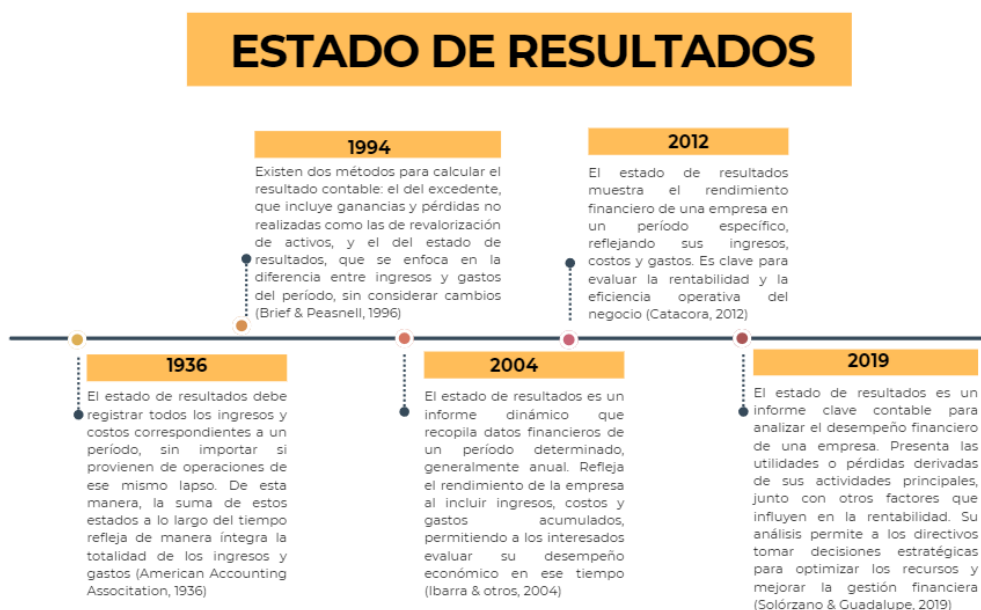 ESTADO DE RESULTADOS
1994
Existen dos métodos para calcular el
resultado contable: el del excedente,
que incluye ganancias y pérdidas no
realizadas como las de revalorización
de activos, y el del estado de
resultados, que se enfoca en la
diferencia entre ingresos y gastos
del período, sin considerar cambios
(Brief & Peasnell, 1996)
2012
El estado de resultados
muestra el rendimiento
financiero de una empresa en
un período específico,
reflejando sus ingresos,
costos y gastos. Es clave para
evaluar la rentabilidad y la
eficiencia operativa del
negocio (Catacora, 2012)
1936
El estado de resultados debe
registrar todos los ingresos y
costos correspondientes a un
período, sin importar si
provienen de operaciones de
ese mismo lapso. De esta
manera, la suma de estos
estados a lo largo del tiempo
refleja de manera íntegra la
totalidad de los ingresos y
gastos (American Accounting
Associtation, 1936)
2004
El estado de resultados es un
informe dinámico que
recopila datos financieros de
un período determinado,
generalmente anual. Refleja
el rendimiento de la empresa
al incluir ingresos, costos y
gastos acumulados,
permitiendo a los interesados
evaluar su desempeño
económico en ese tiempo
(Ibarra & otros, 2004)
2019
El estado de resultados es un
informe clave contable para
analizar el desempeño financiero
de una empresa. Presenta las
utilidades o pérdidas derivadas
de sus actividades principales,
junto con otros factores que
influyen en la rentabilidad. Su
análisis permite a los directivos
tomar decisiones estratégicas
para optimizar los recursos y
mejorar la gestión financiera
(Solórzano & Guadalupe, 2019)